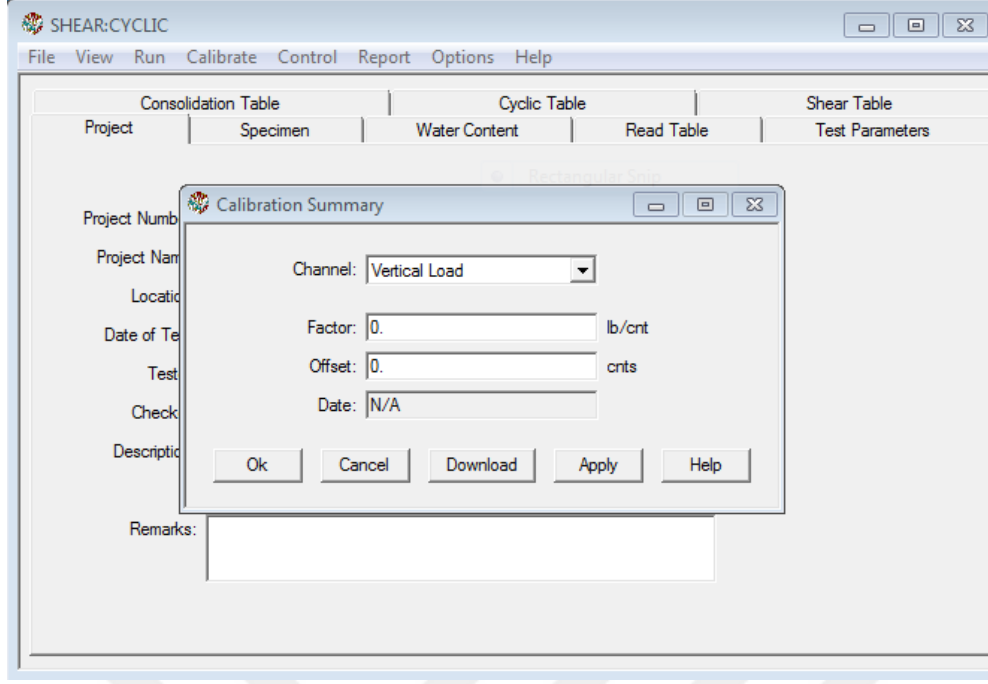 SHEAR:CYCLIC
File View Run Calibrate Control Report Options Help
Consolidation Table Cyclic Table Shear Table
Project Specimen Water Content Read Table Test Parameters
Rectangular Snip
Calibration Summary
Project Numb
Channel: Vertical Load
Project Nam
Locatio
Factor: 0. lb/cnt
Date of Te
Offset: 0. cnts
Test
Date: N/A
Check
Descriptio
Ok Cancel Download Apply Help
Remarks: